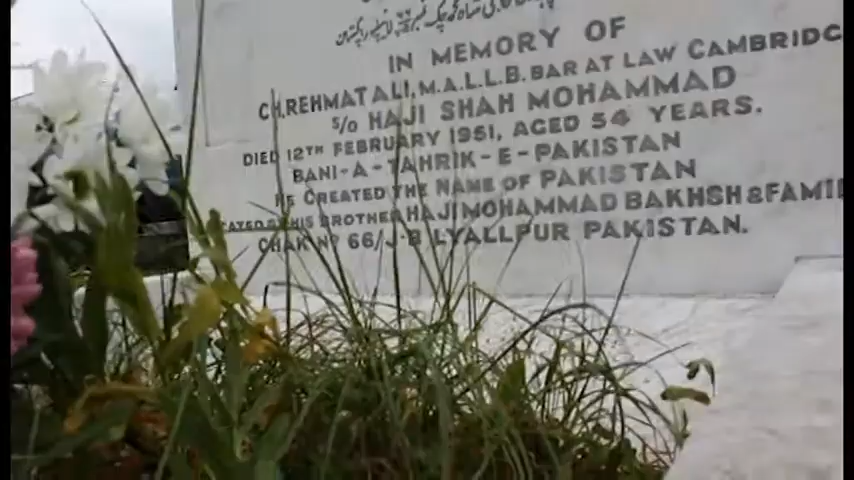 IN MEMORY OF
CH. REHMAT ALI, M.A.L.L.B. BAR AT LAW CAMBRIDG
S/O HAJI SHAH MOHAMMAD
DIED 12TH FEBRUARY 1951, AGED 54 YEARS.
BANI-A-TAHRIK-E-PAKISTAN
HE CREATED THE NAME OF PAKISTAN
HIS BROTHER HAJI MOHAMMAD BAKHSH & FAMI
CHAK Nº 66/J·B LYALLPUR PAKISTAN.